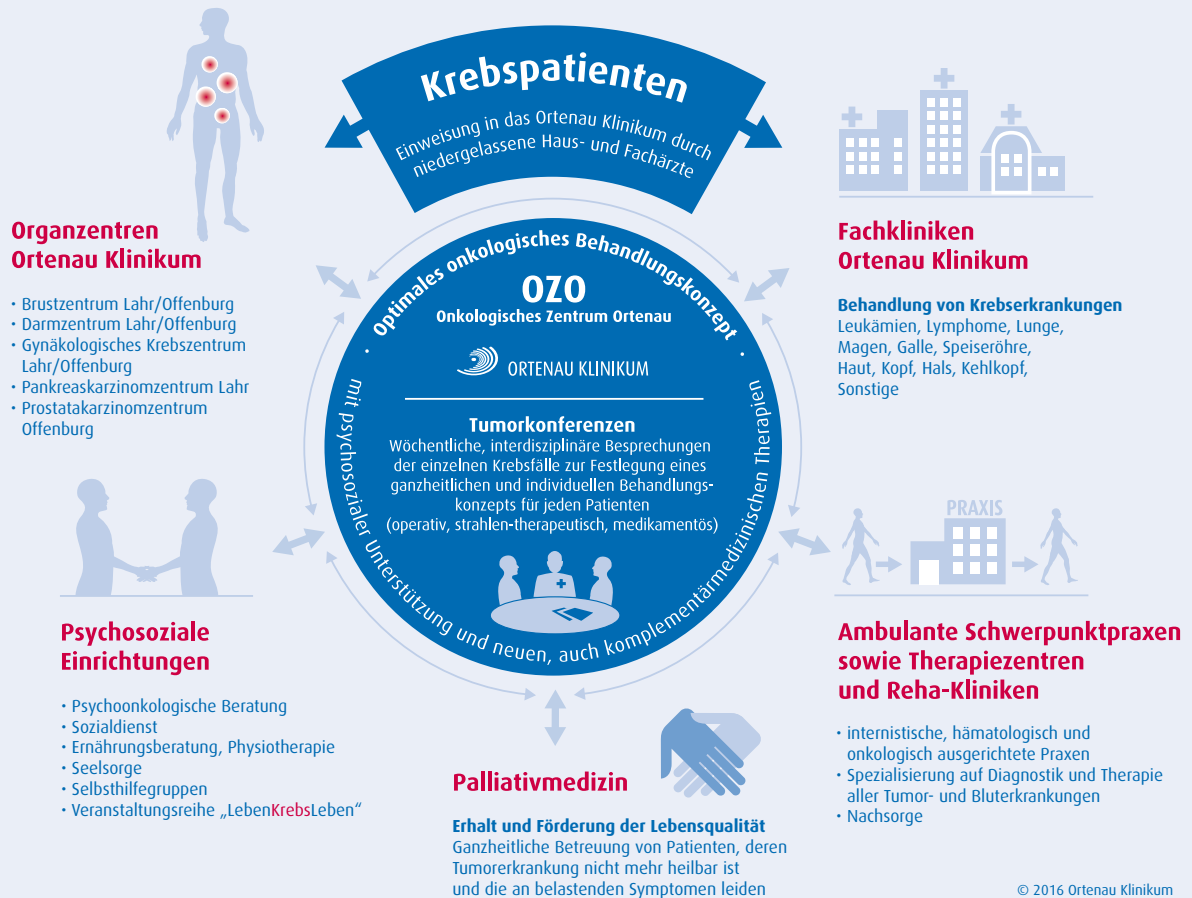 Krebspatienten
Einweisung in das Ortenau Klinikum durch
niedergelassene Haus- und Fachärzte
Organzentren
Ortenau Klinikum
· Brustzentrum Lahr/Offenburg
· Darmzentrum Lahr/Offenburg
· Gynäkologisches Krebszentrum
Lahr/Offenburg
· Pankreaskarzinomzentrum Lahr
· Prostatakarzinomzentrum
Offenburg
Fachkliniken
Ortenau Klinikum
Behandlung von Krebserkrankungen
Leukämien, Lymphome, Lunge,
Magen, Galle, Speiseröhre,
Haut, Kopf, Hals, Kehlkopf,
Sonstige
· Optimales onkologisches Behandlungskonzept ·
mit psychosozialer Unterstützung und neuen, auch komplementärmedizinischen Therapien
OZO
Onkologisches Zentrum Ortenau
ORTENAU KLINIKUM
Tumorkonferenzen
Wöchentliche, interdisziplinäre Besprechungen
der einzelnen Krebsfälle zur Festlegung eines
ganzheitlichen und individuellen Behandlungs-
konzepts für jeden Patienten
(operativ, strahlen-therapeutisch, medikamentös)
Psychosoziale
Einrichtungen
· Psychoonkologische Beratung
· Sozialdienst
· Ernährungsberatung, Physiotherapie
· Seelsorge
· Selbsthilfegruppen
· Veranstaltungsreihe „LebenKrebsLeben“
Palliativmedizin
Erhalt und Förderung der Lebensqualität
Ganzheitliche Betreuung von Patienten, deren
Tumorerkrankung nicht mehr heilbar ist
und die an belastenden Symptomen leiden
PRAXIS
Ambulante Schwerpunktpraxen
sowie Therapiezentren
und Reha-Kliniken
· internistische, hämatologisch und
onkologisch ausgerichtete Praxen
· Spezialisierung auf Diagnostik und Therapie
aller Tumor- und Bluterkrankungen
· Nachsorge
© 2016 Ortenau Klinikum